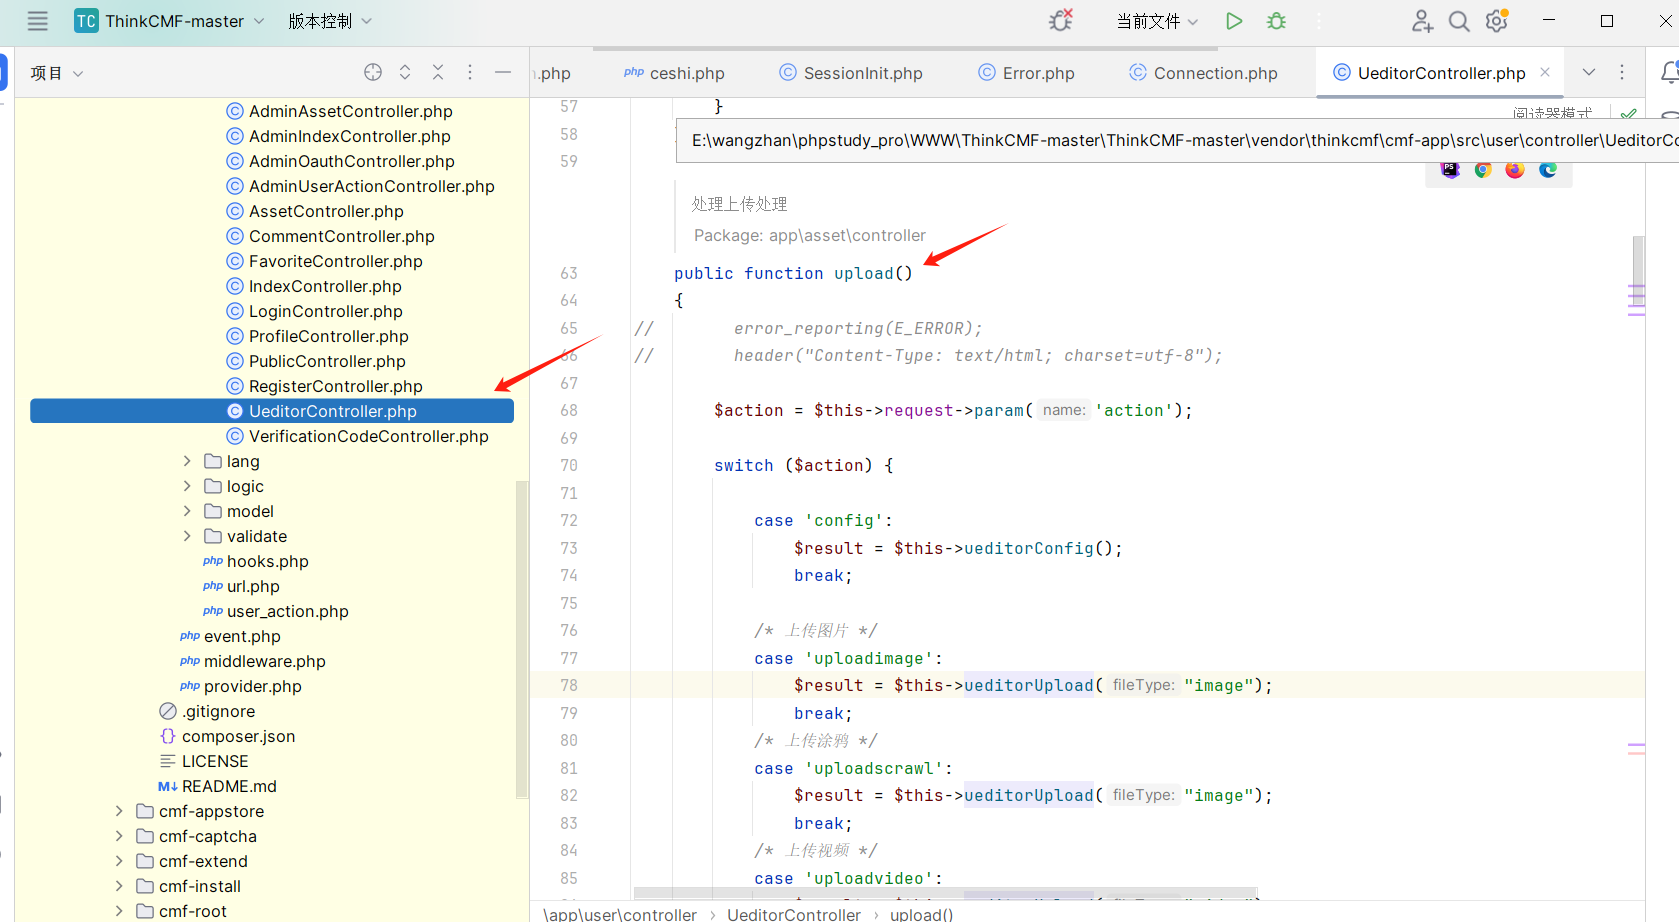 TC ThinkCMF-master 版本控制 当前文件
项目
.php ceshi.php SessionInit.php Error.php Connection.php UeditorController.php
AdminAssetController.php
AdminIndexController.php
AdminOauthController.php
AdminUserActionController.php
AssetController.php
CommentController.php
FavoriteController.php
IndexController.php
LoginController.php
ProfileController.php
PublicController.php
RegisterController.php
UeditorController.php
VerificationCodeController.php
lang
logic
model
validate
php hooks.php
php url.php
php user_action.php
php event.php
php middleware.php
php provider.php
.gitignore
{} composer.json
LICENSE
M↓ README.md
cmf-appstore
cmf-captcha
cmf-extend
cmf-install
cmf-root
57 }
阅读器模式
58
E:\wangzhan\phpstudy_pro\WWW\ThinkCMF-master\ThinkCMF-master\vendor\thinkcmf\cmf-app\src\user\controller\UeditorCo
59
处理上传处理
Package: app\asset\controller
63 public function upload()
64 {
65 // error_reporting(E_ERROR);
66 // header("Content-Type: text/html; charset=utf-8");
67
68 $action = $this->request->param( name: 'action');
69
70 switch ($action) {
71
72 case 'config':
73 $result = $this->ueditorConfig();
74 break;
75
76 /* 上传图片 */
77 case 'uploadimage':
78 $result = $this->ueditorUpload( fileType: "image");
79 break;
80 /* 上传涂鸦 */
81 case 'uploadscrawl':
82 $result = $this->ueditorUpload( fileType: "image");
83 break;
84 /* 上传视频 */
85 case 'uploadvideo':
\app\user\controller › UeditorController › upload()